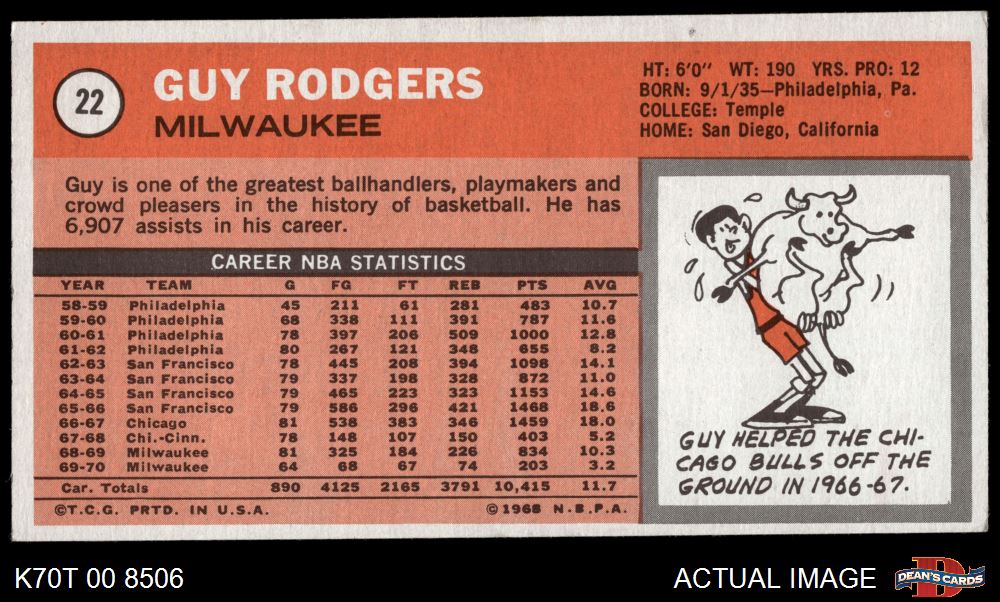 22
GUY RODGERS
MILWAUKEE
HT: 6'0" WT: 190 YRS. PRO: 12
BORN: 9/1/35—Philadelphia, Pa.
COLLEGE: Temple
HOME: San Diego, California
Guy is one of the greatest ballhandlers, playmakers and
crowd pleasers in the history of basketball. He has
6,907 assists in his career.
CAREER NBA STATISTICS
YEAR TEAM G FG FT REB PTS AVG
58-59 Philadelphia 45 211 61 281 483 10.7
59-60 Philadelphia 68 338 111 391 787 11.6
60-61 Philadelphia 78 397 206 509 1000 12.8
61-62 Philadelphia 80 267 121 348 655 8.2
62-63 San Francisco 78 445 208 394 1098 14.1
63-64 San Francisco 79 337 198 328 872 11.0
64-65 San Francisco 79 465 223 323 1153 14.6
65-66 San Francisco 79 586 296 421 1468 18.6
66-67 Chicago 81 538 383 346 1459 18.0
67-68 Chi.-Cinn. 78 148 107 150 403 5.2
68-69 Milwaukee 81 325 184 226 834 10.3
69-70 Milwaukee 64 68 67 74 203 3.2
Car. Totals 890 4125 2165 3791 10,415 11.7
©T.C.G. PRTD. IN U.S.A. ©1968 N.B.P.A.
GUY HELPED THE CHI-
CAGO BULLS OFF THE
GROUND IN 1966-67.
K70T 00 8506
ACTUAL IMAGE
D
DEAN'S CARDS